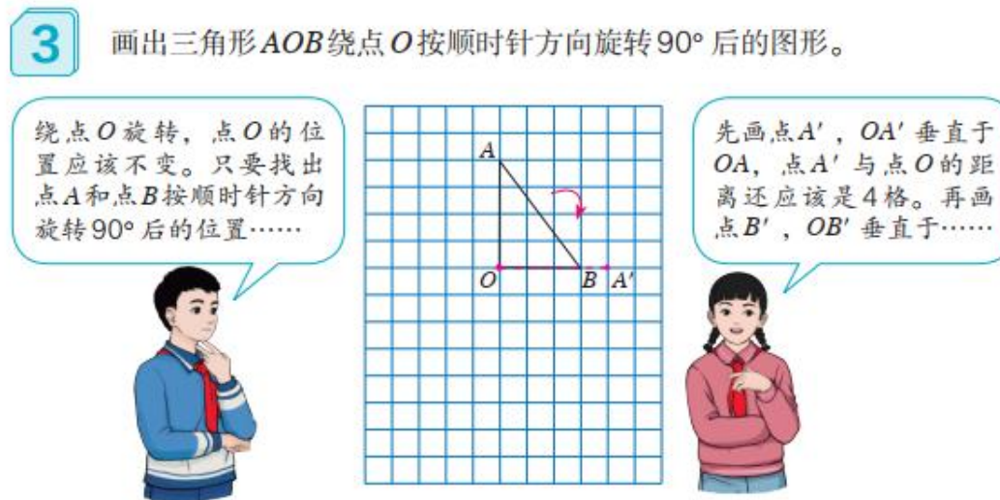 3 画出三角形AOB绕点O按顺时针方向旋转90°后的图形。
绕点O旋转，点O的位
置应该不变。只要找出
点A和点B按顺时针方向
旋转90°后的位置……
A
O
B
A′
先画点A′，OA′垂直于
OA，点A′与点O的距
离还应该是4格。再画
点B′，OB′垂直于……